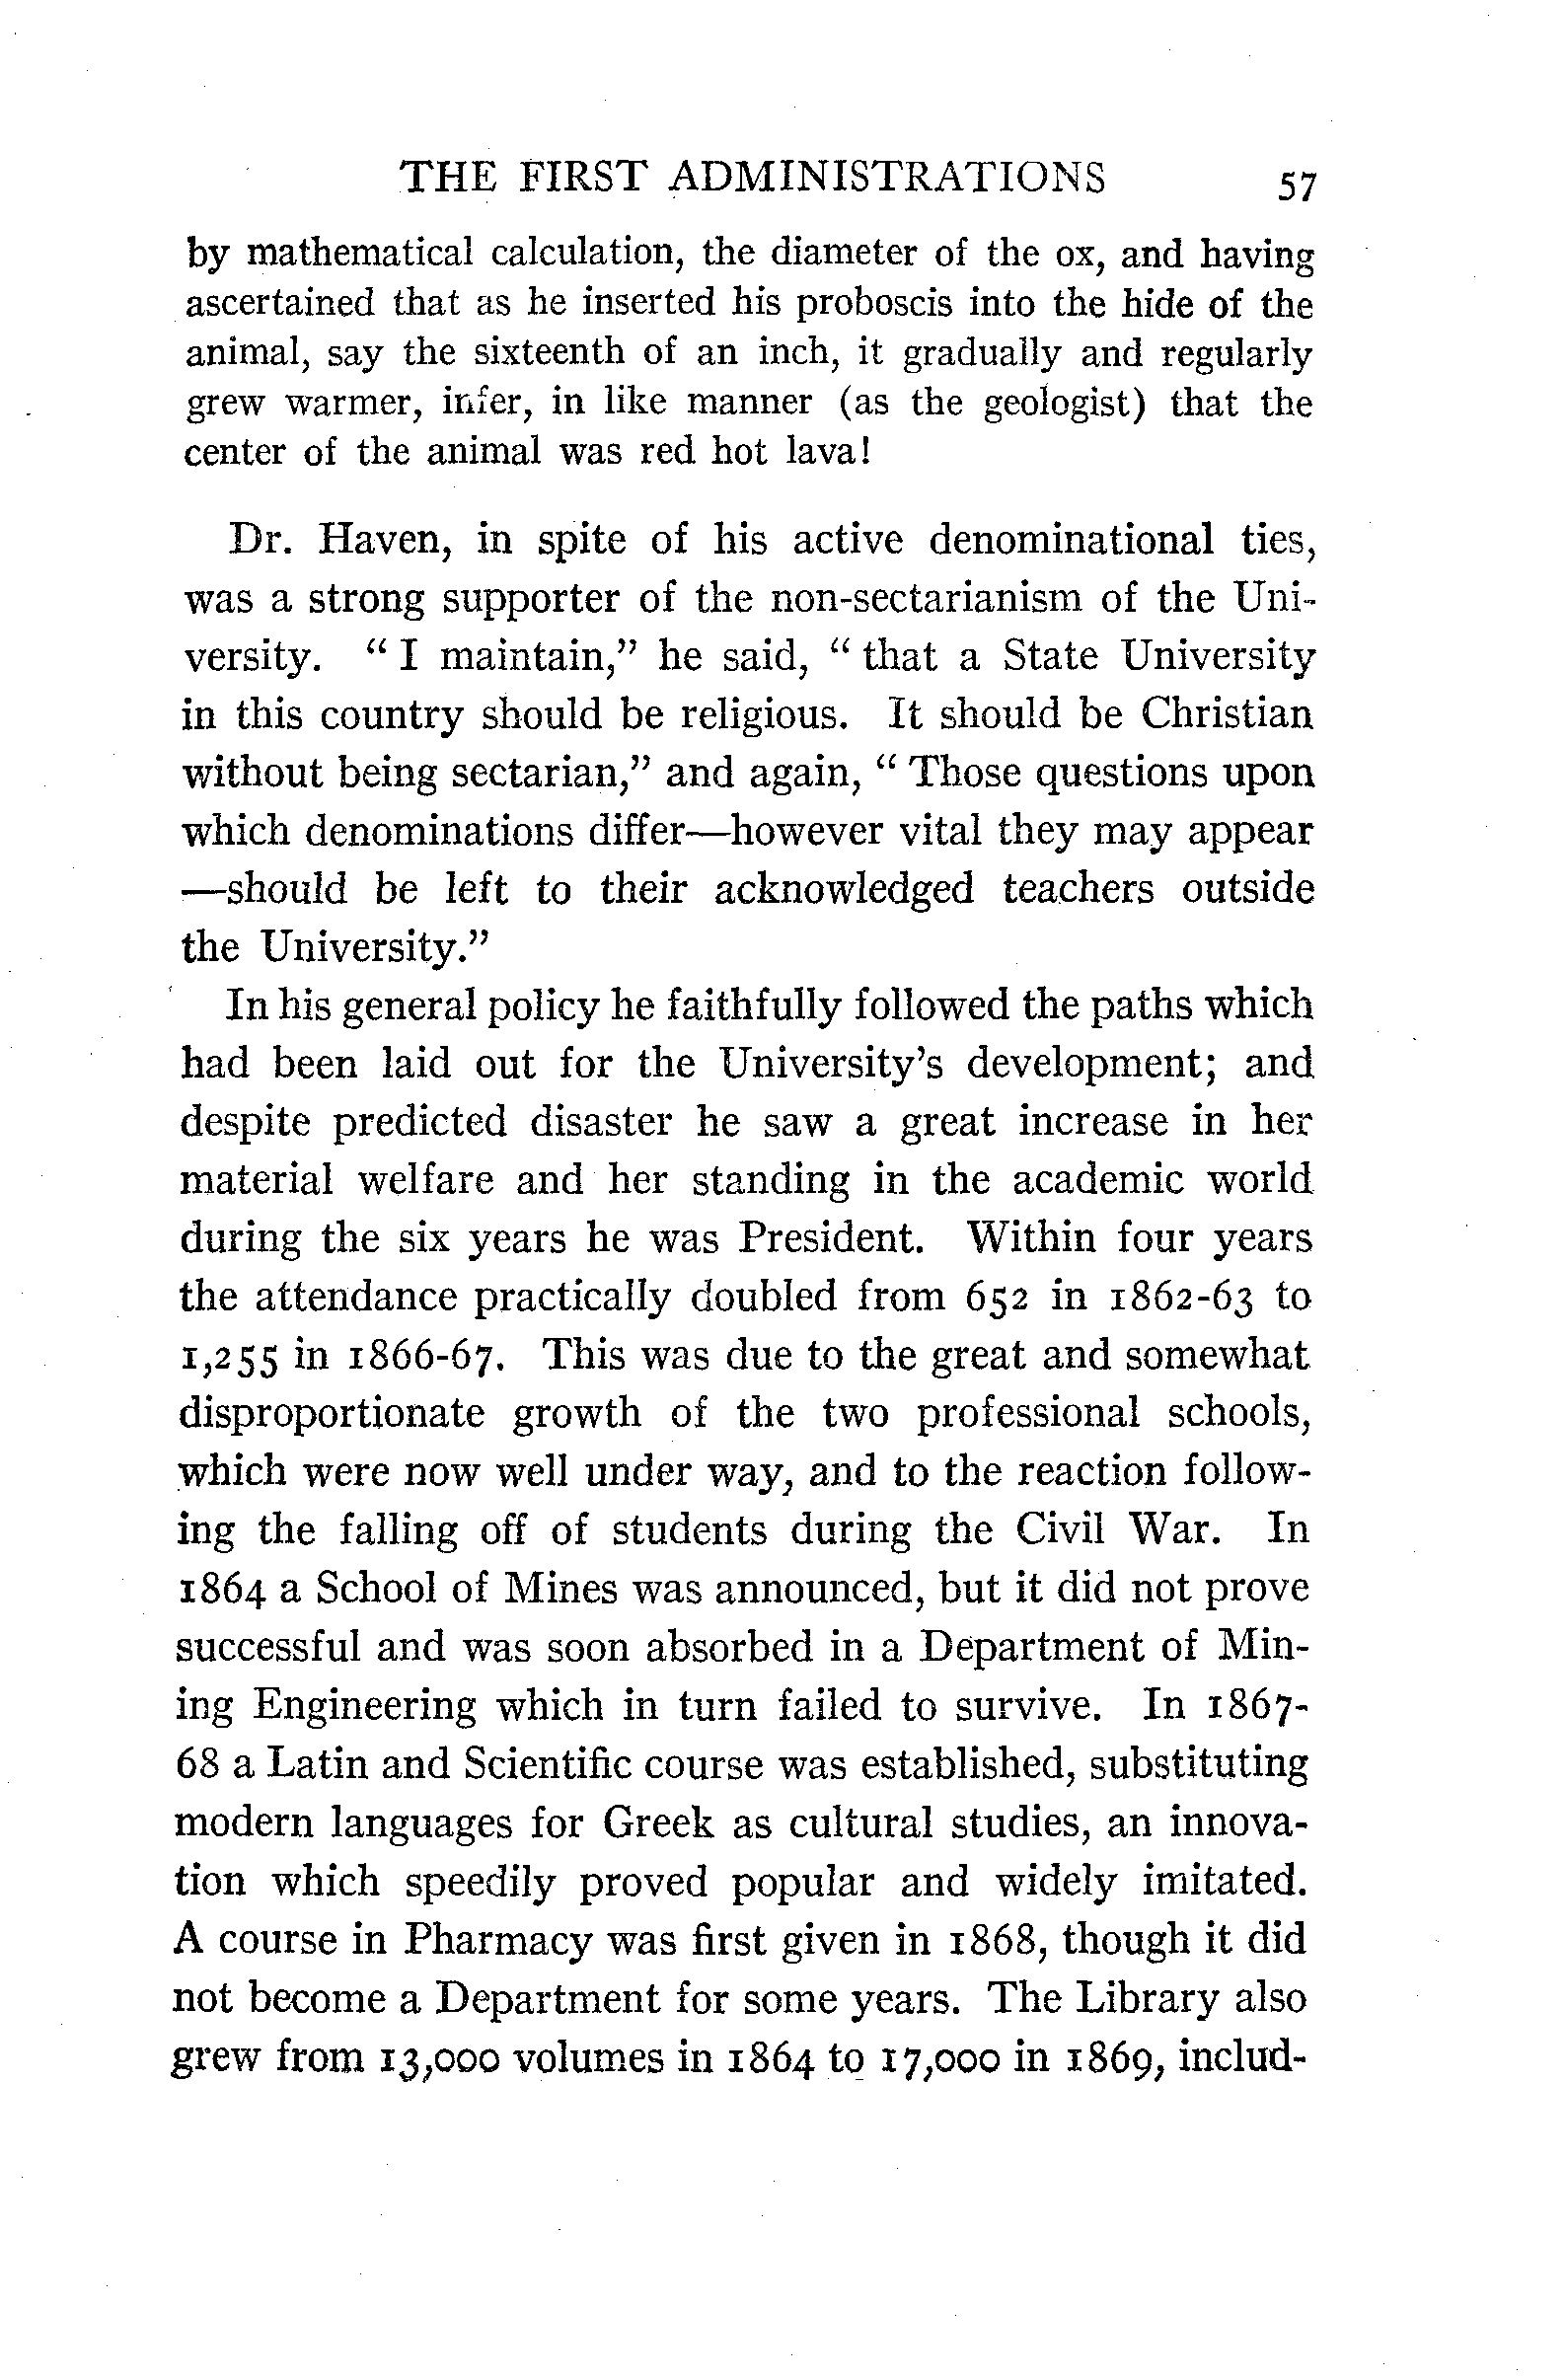 THE FIRST ADMINISTRATIONS 57
by mathematical calculation, the diameter of the ox, and having
ascertained that as he inserted his proboscis into the hide of the
animal, say the sixteenth of an inch, it gradually and regularly
grew warmer, infer, in like manner (as the geologist) that the
center of the animal was red hot lava!
Dr. Haven, in spite of his active denominational ties,
was a strong supporter of the non-sectarianism of the Uni-
versity. “ I maintain,” he said, “ that a State University
in this country should be religious. It should be Christian
without being sectarian,” and again, “ Those questions upon
which denominations differ—however vital they may appear
—should be left to their acknowledged teachers outside
the University.”
In his general policy he faithfully followed the paths which
had been laid out for the University's development; and
despite predicted disaster he saw a great increase in her
material welfare and her standing in the academic world
during the six years he was President. Within four years
the attendance practically doubled from 652 in 1862-63 to
1,255 in 1866-67. This was due to the great and somewhat
disproportionate growth of the two professional schools,
which were now well under way, and to the reaction follow-
ing the falling off of students during the Civil War. In
1864 a School of Mines was announced, but it did not prove
successful and was soon absorbed in a Department of Min-
ing Engineering which in turn failed to survive. In 1867-
68 a Latin and Scientific course was established, substituting
modern languages for Greek as cultural studies, an innova-
tion which speedily proved popular and widely imitated.
A course in Pharmacy was first given in 1868, though it did
not become a Department for some years. The Library also
grew from 13,000 volumes in 1864 to 17,000 in 1869, includ-